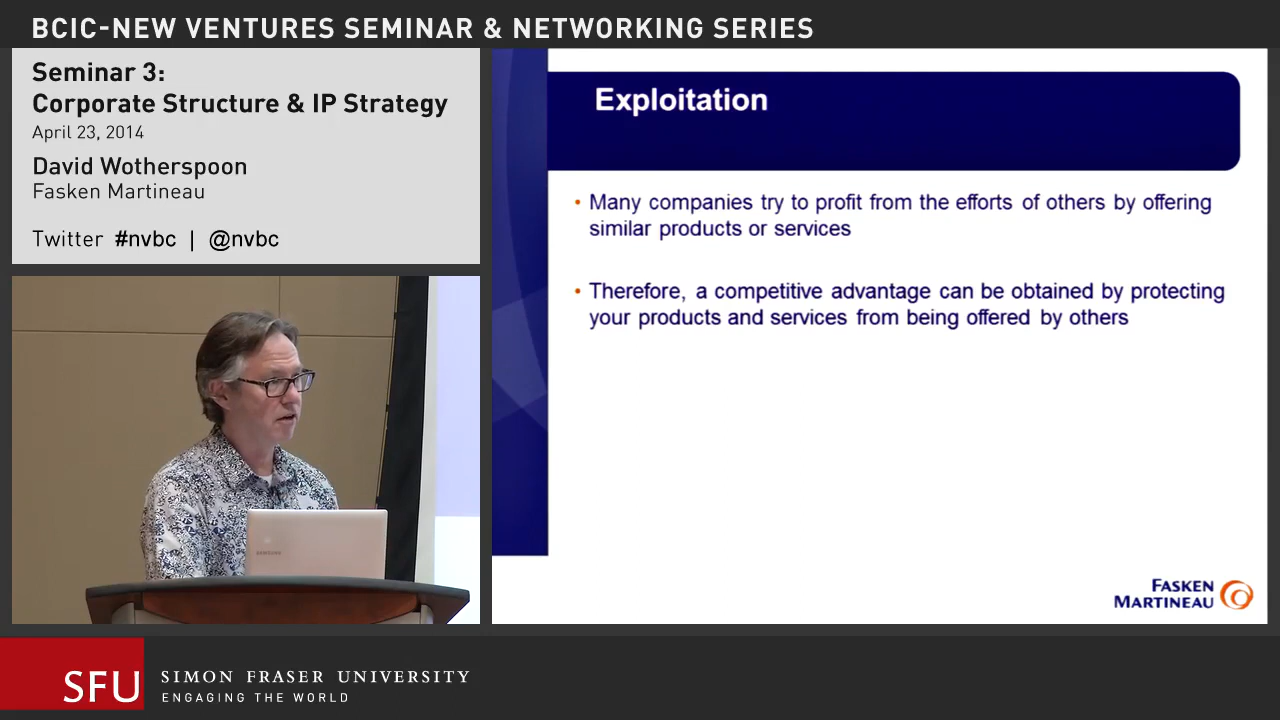 BCIC-NEW VENTURES SEMINAR & NETWORKING SERIES
Seminar 3:
Corporate Structure & IP Strategy
April 23, 2014
David Wotherspoon
Fasken Martineau
Twitter #nvbc | @nvbc
Exploitation
• Many companies try to profit from the efforts of others by offering
similar products or services
• Therefore, a competitive advantage can be obtained by protecting
your products and services from being offered by others
FASKEN
MARTINEAU
SAMSUNG
SFU
SIMON FRASER UNIVERSITY
ENGAGING THE WORLD